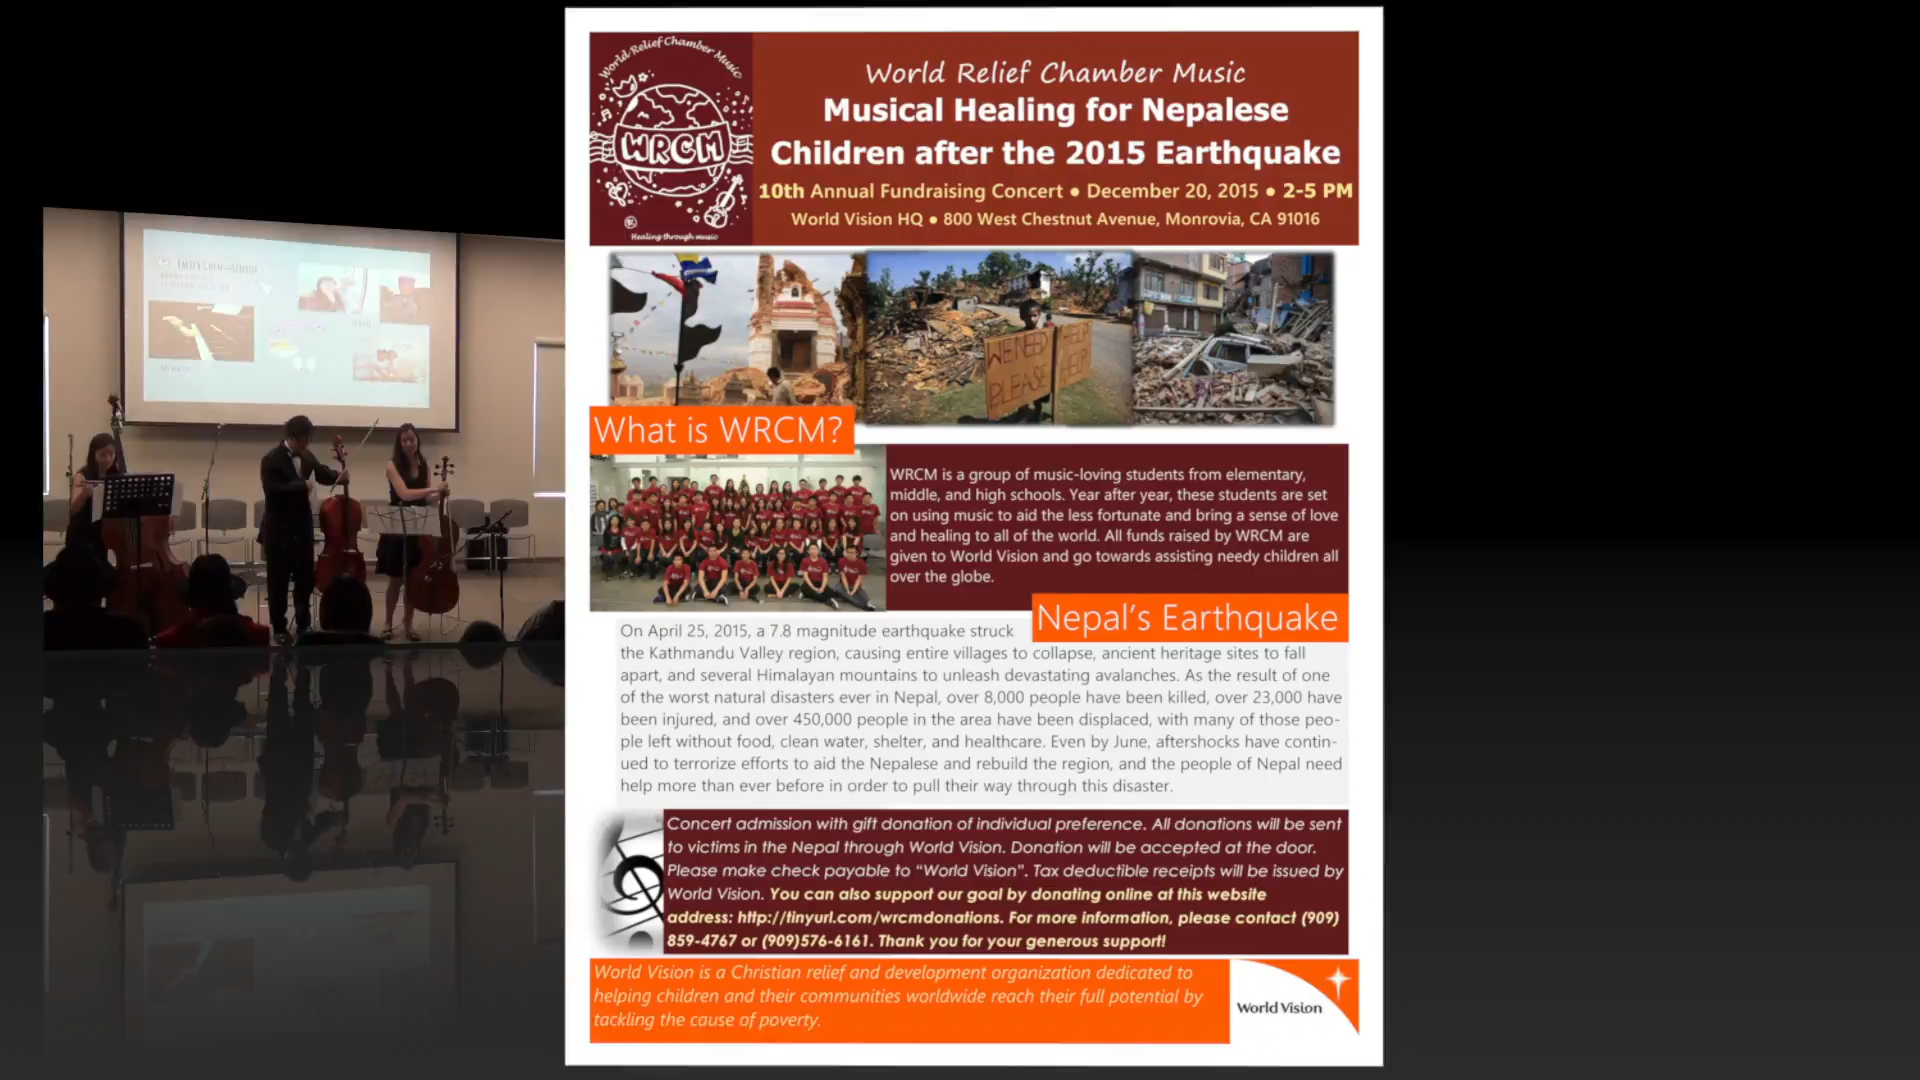 World Relief Chamber Music
WRCM
Healing through music
World Relief Chamber Music
Musical Healing for Nepalese
Children after the 2015 Earthquake
10th Annual Fundraising Concert ● December 20, 2015 ● 2-5 PM
World Vision HQ ● 800 West Chestnut Avenue, Monrovia, CA 91016
WE NEED HELP
PLEASE HELP
What is WRCM?
WRCM is a group of music-loving students from elementary,
middle, and high schools. Year after year, these students are set
on using music to aid the less fortunate and bring a sense of love
and healing to all of the world. All funds raised by WRCM are
given to World Vision and go towards assisting needy children all
over the globe.
Nepal's Earthquake
On April 25, 2015, a 7.8 magnitude earthquake struck
the Kathmandu Valley region, causing entire villages to collapse, ancient heritage sites to fall
apart, and several Himalayan mountains to unleash devastating avalanches. As the result of one
of the worst natural disasters ever in Nepal, over 8,000 people have been killed, over 23,000 have
been injured, and over 450,000 people in the area have been displaced, with many of those peo-
ple left without food, clean water, shelter, and healthcare. Even by June, aftershocks have contin-
ued to terrorize efforts to aid the Nepalese and rebuild the region, and the people of Nepal need
help more than ever before in order to pull their way through this disaster.
Concert admission with gift donation of individual preference. All donations will be sent
to victims in the Nepal through World Vision. Donation will be accepted at the door.
Please make check payable to “World Vision”. Tax deductible receipts will be issued by
World Vision. You can also support our goal by donating online at this website
address: http://tinyurl.com/wrcmdonations. For more information, please contact (909)
859-4767 or (909)576-6161. Thank you for your generous support!
World Vision is a Christian relief and development organization dedicated to
helping children and their communities worldwide reach their full potential by
tackling the cause of poverty.
World Vision